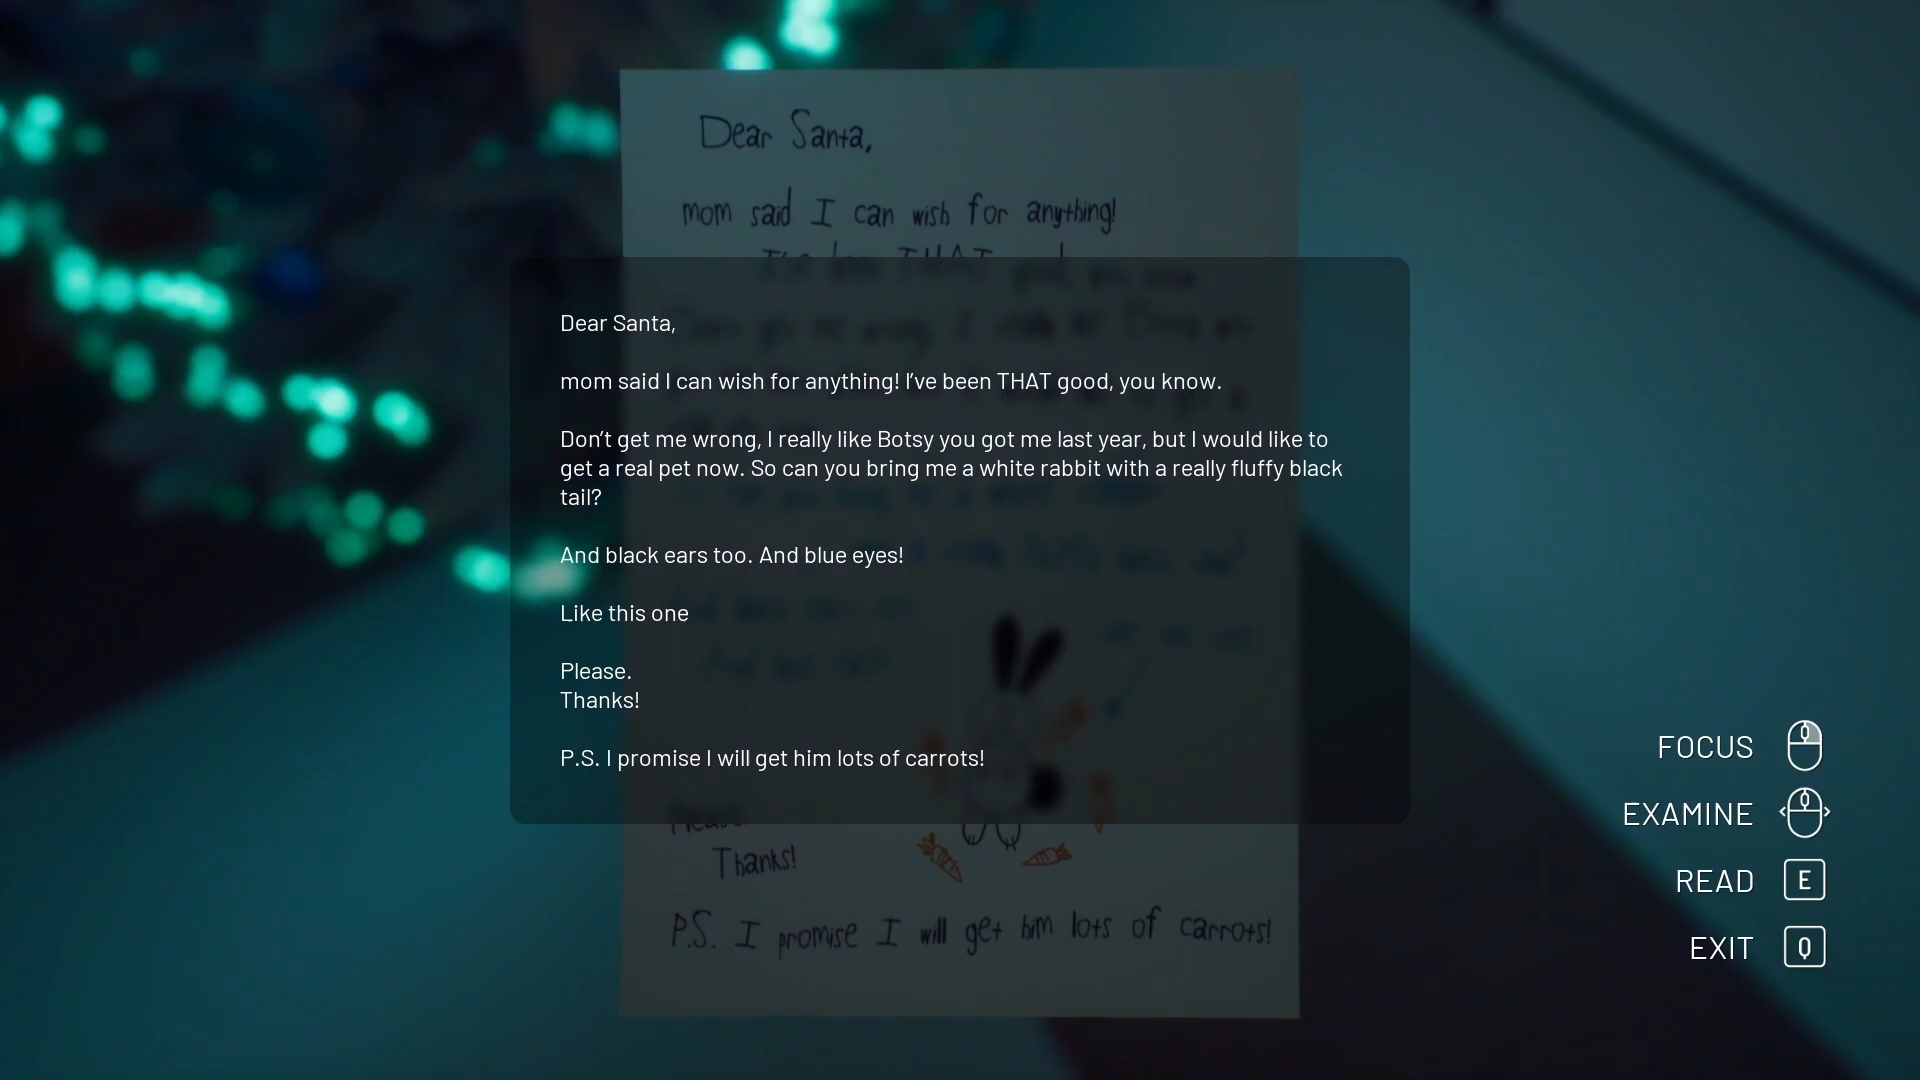 Dear Santa,
mom said I can wish for anything!
Dear Santa,
mom said I can wish for anything! I've been THAT good, you know.
Don't get me wrong, I really like Botsy you got me last year, but I would like to
get a real pet now. So can you bring me a white rabbit with a really fluffy black
tail?
And black ears too. And blue eyes!
Like this one
Please.
Thanks!
P.S. I promise I will get him lots of carrots!
Thanks!
P.S. I promise I will get him lots of carrots!
FOCUS
EXAMINE
READ E
EXIT Q